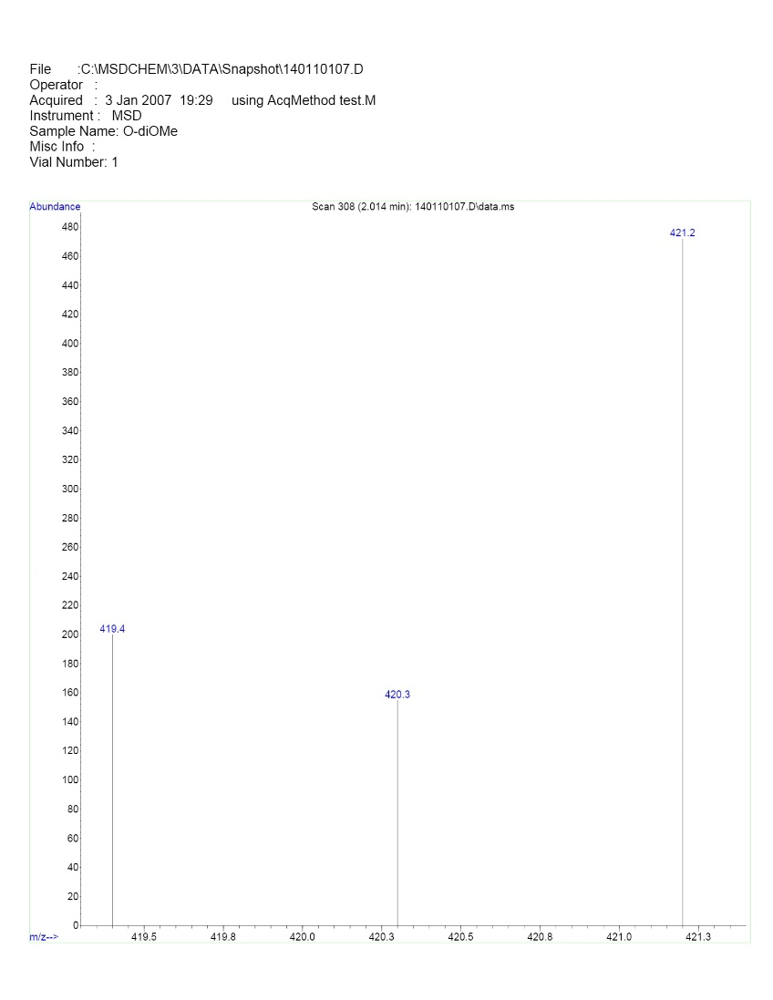 File :C:\MSDCHEM\3\DATA\Snapshot\140110107.D
Operator :
Acquired : 3 Jan 2007 19:29 using AcqMethod test.M
Instrument : MSD
Sample Name: O-diOMe
Misc Info :
Vial Number: 1
Abundance
Scan 308 (2.014 min): 140110107.D\data.ms
421.2
480
460
440
420
400
380
360
340
320
300
280
260
240
220
419.4
200
180
420.3
160
140
120
100
80
60
40
20
0
m/z-->
419.5 419.8 420.0 420.3 420.5 420.8 421.0 421.3